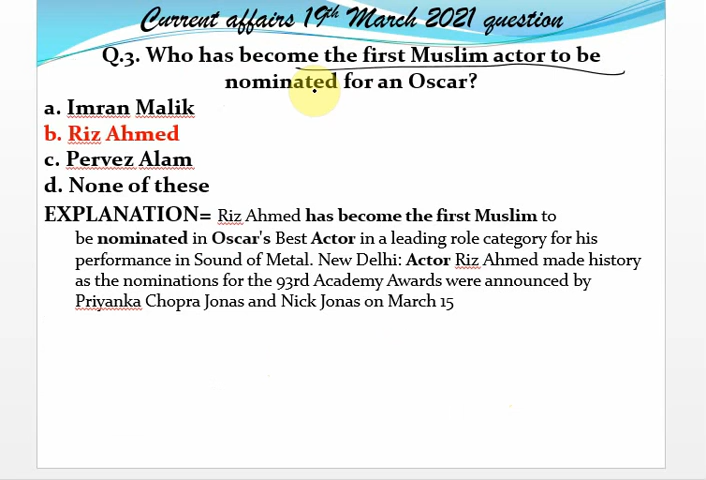 Current affairs 19th March 2021 question
Q.3. Who has become the first Muslim actor to be
nominated for an Oscar?
a. Imran Malik
b. Riz Ahmed
c. Pervez Alam
d. None of these
EXPLANATION= Riz Ahmed has become the first Muslim to
be nominated in Oscar's Best Actor in a leading role category for his
performance in Sound of Metal. New Delhi: Actor Riz Ahmed made history
as the nominations for the 93rd Academy Awards were announced by
Priyanka Chopra Jonas and Nick Jonas on March 15